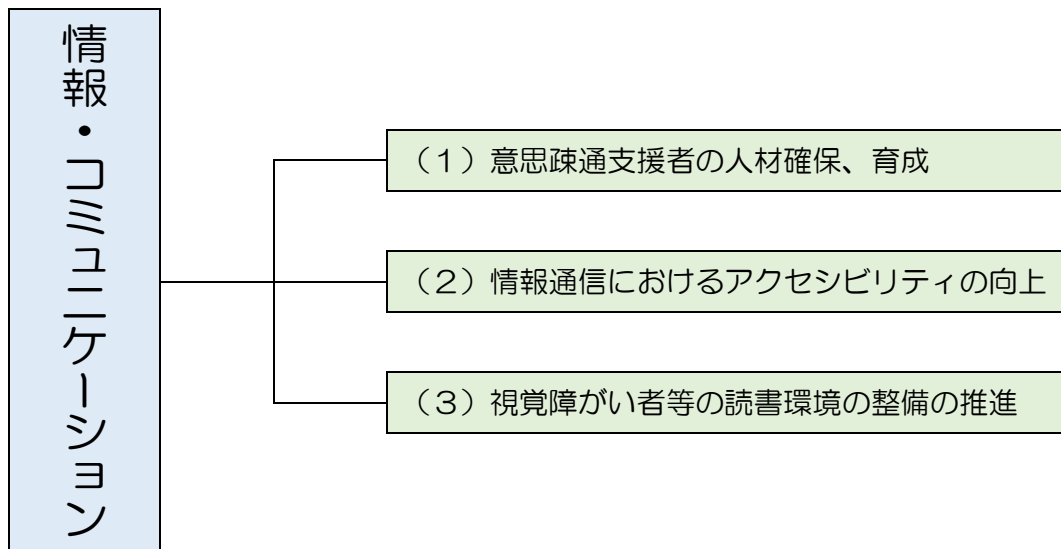 情報・コミュニケーション
（１）意思疎通支援者の人材確保、育成
（２）情報通信におけるアクセシビリティの向上
（３）視覚障がい者等の読書環境の整備の推進